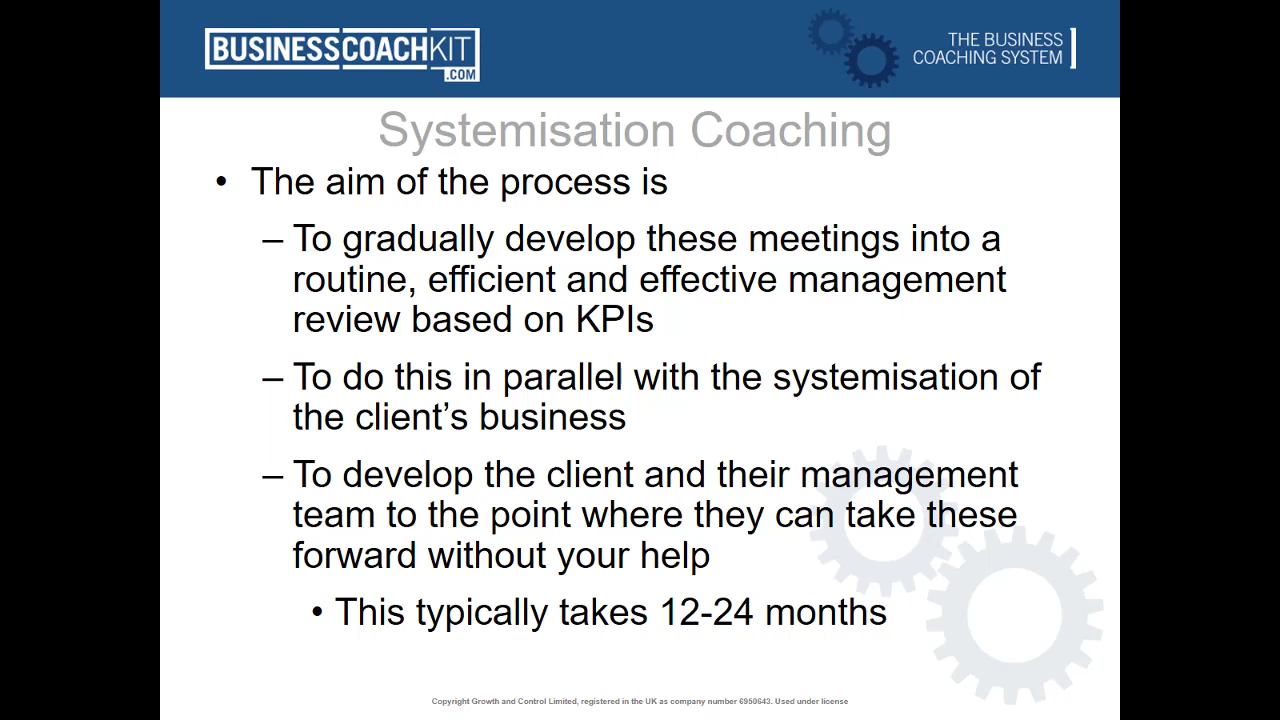 BUSINESSCOACHKIT
.COM
THE BUSINESS
COACHING SYSTEM
Systemisation Coaching
• The aim of the process is
– To gradually develop these meetings into a
routine, efficient and effective management
review based on KPIs
– To do this in parallel with the systemisation of
the client’s business
– To develop the client and their management
team to the point where they can take these
forward without your help
• This typically takes 12-24 months
Copyright Growth and Control Limited, registered in the UK as company number 6950643. Used under license